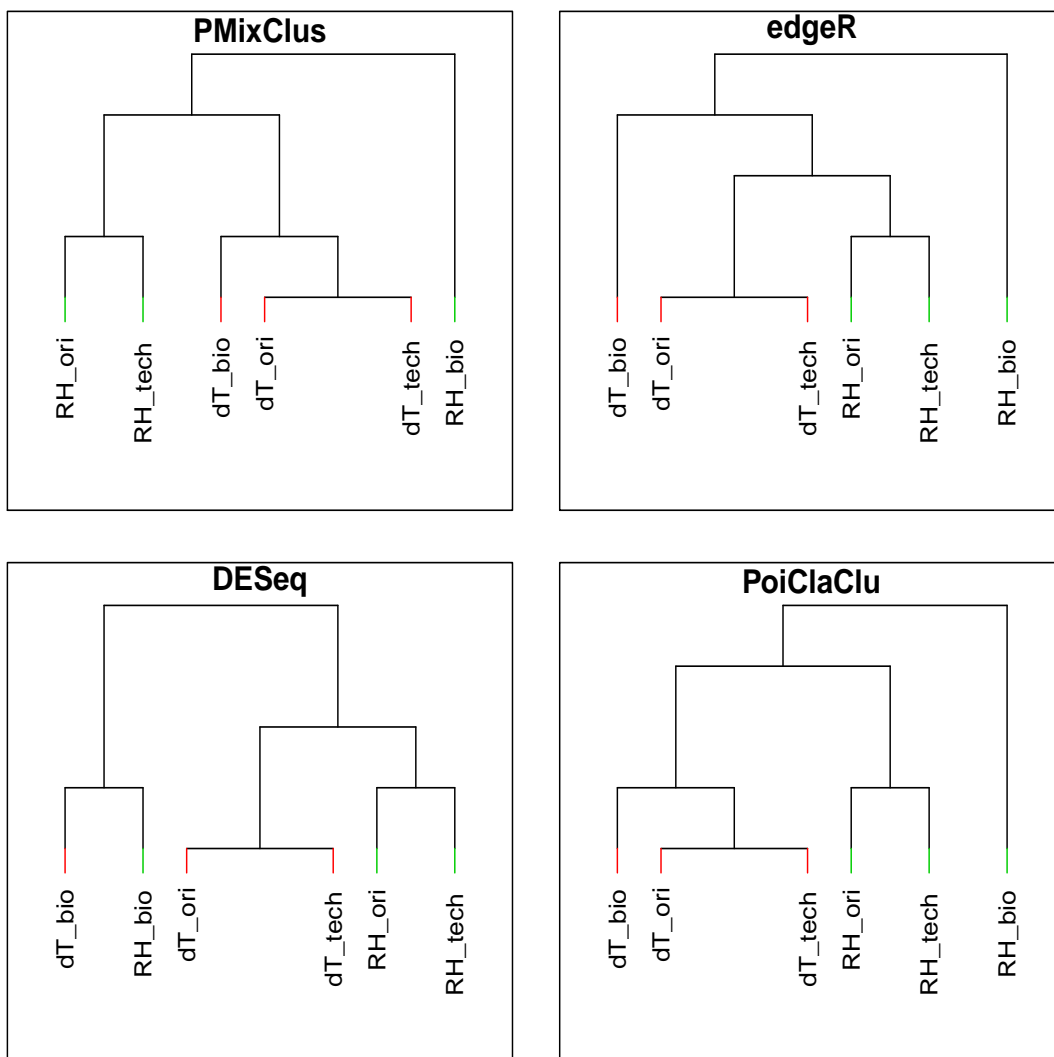 PMixClus
RH_ori
RH_tech
dT_bio
dT_ori
dT_tech
RH_bio
edgeR
dT_bio
dT_ori
dT_tech
RH_ori
RH_tech
RH_bio
DESeq
dT_bio
RH_bio
dT_ori
dT_tech
RH_ori
RH_tech
PoiClaClu
dT_bio
dT_ori
dT_tech
RH_ori
RH_tech
RH_bio